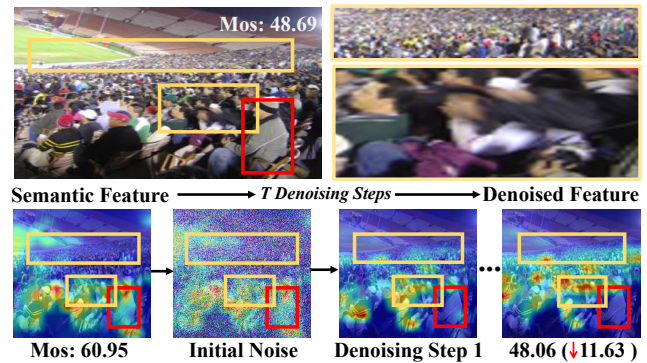 Mos: 48.69
Semantic Feature T Denoising Steps Denoised Feature
Mos: 60.95 Initial Noise Denoising Step 1 48.06 (↓11.63 )